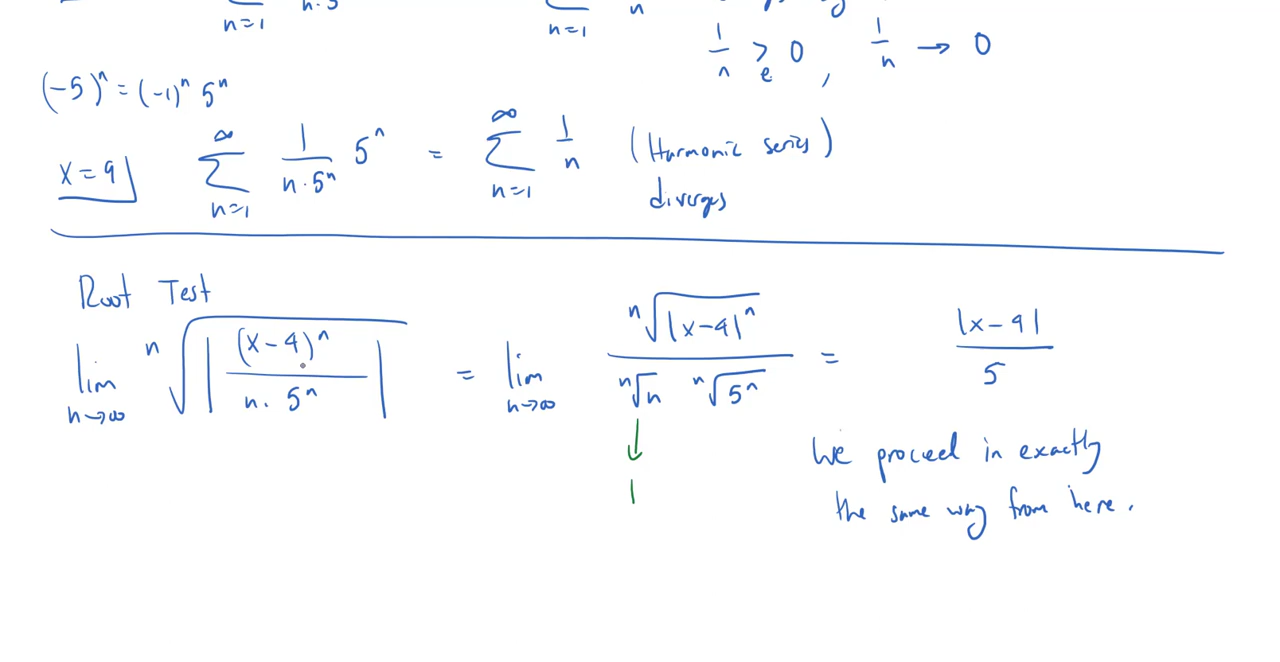 n=1 n·5 n=1 n
1/n ≥ 0 , 1/n → 0
(-5)^n = (-1)^n 5^n
x = 9 ∑_{n=1}^{∞} 1/(n·5^n) 5^n = ∑_{n=1}^{∞} 1/n (Harmonic series)
diverges
Root Test
lim_{n→∞} ⁿ√|(x-4)^n/(n·5^n)| = lim_{n→∞} ⁿ√|x-4|^n/(ⁿ√n ⁿ√5^n) = |x-4|/5
↓
1
We proceed in exactly
the same way from here.